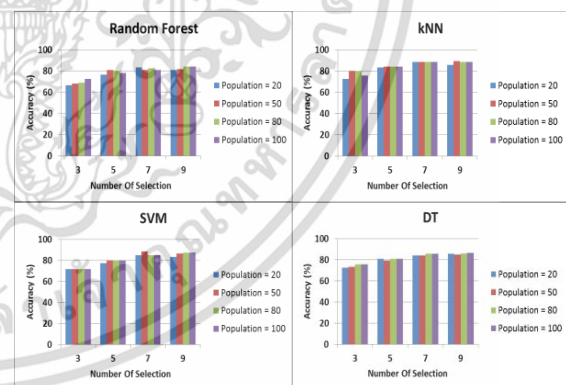 Random Forest
Accuracy (%)
100
80
60
40
20
0
3 5 7 9
Number Of Selection
Population = 20
Population = 50
Population = 80
Population = 100
kNN
Accuracy (%)
100
80
60
40
20
0
3 5 7 9
Number Of Selection
Population = 20
Population = 50
Population = 80
Population = 100
SVM
Accuracy (%)
100
80
60
40
20
0
3 5 7 9
Number Of Selection
Population = 20
Population = 50
Population = 80
Population = 100
DT
Accuracy (%)
100
80
60
40
20
0
3 5 7 9
Number Of Selection
Population = 20
Population = 50
Population = 80
Population = 100